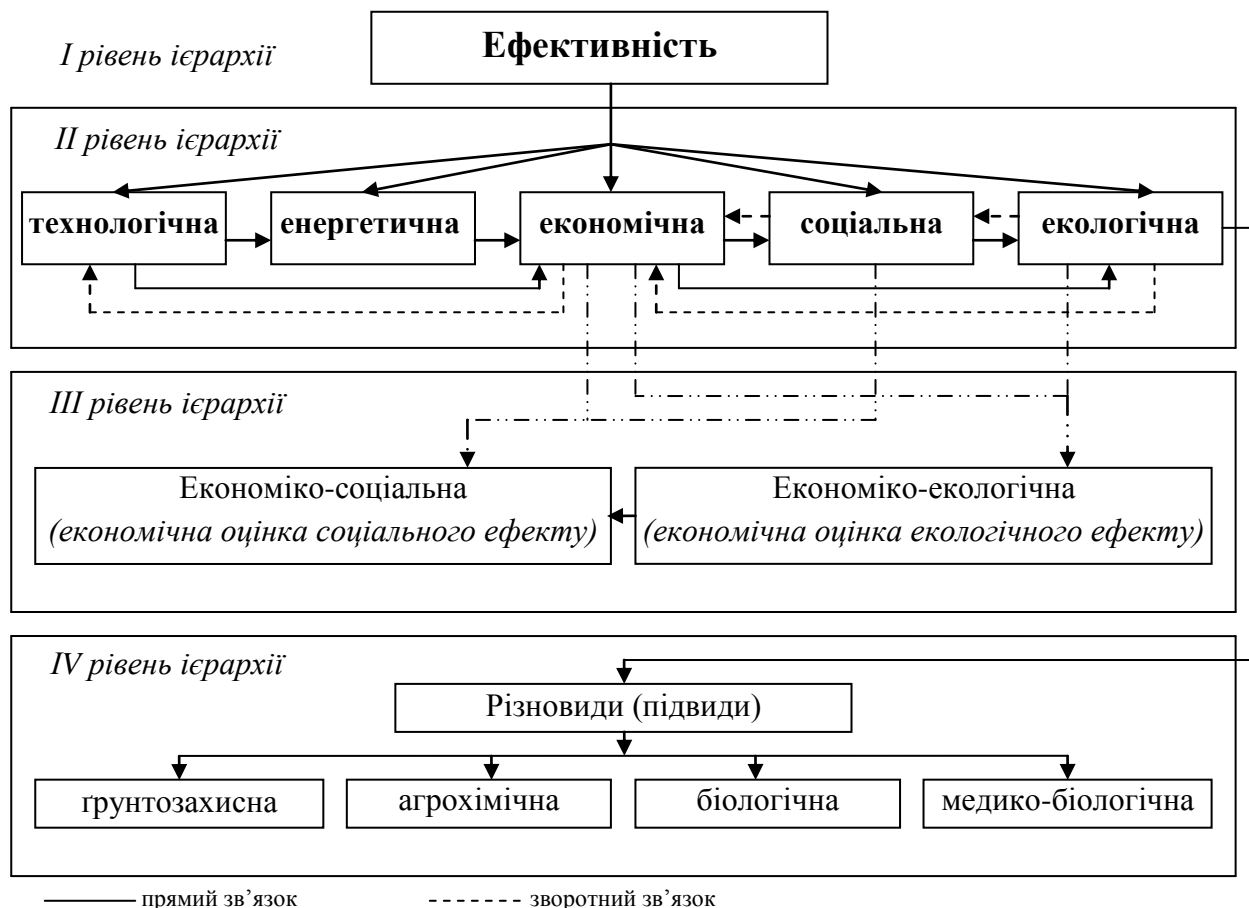 Ефективність
І рівень ієрархії
ІІ рівень ієрархії
технологічна
енергетична
економічна
соціальна
екологічна
ІІІ рівень ієрархії
Економіко-соціальна
(економічна оцінка соціального ефекту)
Економіко-екологічна
(економічна оцінка екологічного ефекту)
IV рівень ієрархії
Різновиди (підвиди)
ґрунтозахисна
агрохімічна
біологічна
медико-біологічна
прямий зв’язок
зворотний зв’язок